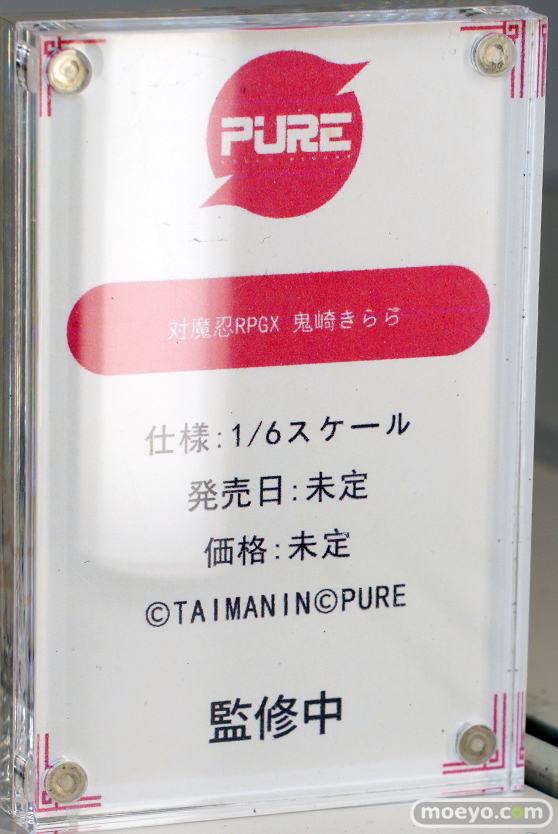 PURE
対魔忍RPGX 鬼崎きらら
仕様:1/6スケール
発売日:未定
価格:未定
©TAIMANIN©PURE
監修中
moeyo.com